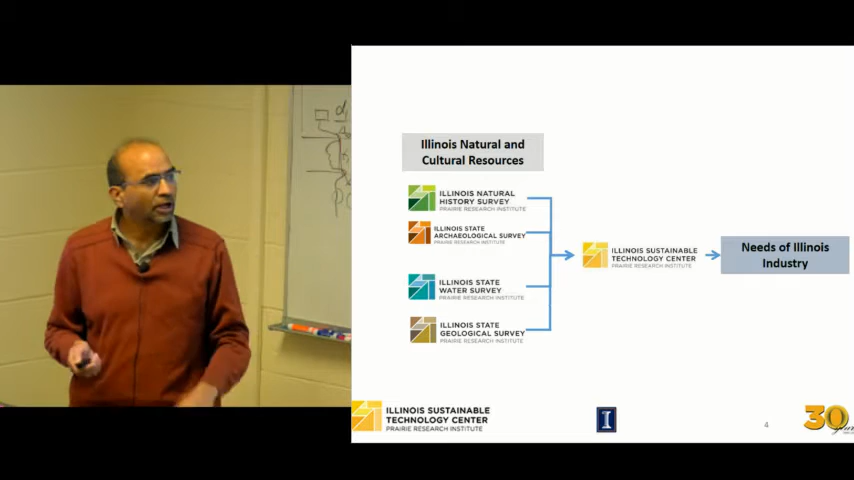 Illinois Natural and
Cultural Resources
ILLINOIS NATURAL
HISTORY SURVEY
PRAIRIE RESEARCH INSTITUTE
ILLINOIS STATE
ARCHAEOLOGICAL SURVEY
PRAIRIE RESEARCH INSTITUTE
ILLINOIS STATE
WATER SURVEY
PRAIRIE RESEARCH INSTITUTE
ILLINOIS STATE
GEOLOGICAL SURVEY
PRAIRIE RESEARCH INSTITUTE
ILLINOIS SUSTAINABLE
TECHNOLOGY CENTER
PRAIRIE RESEARCH INSTITUTE
Needs of Illinois
Industry
ILLINOIS SUSTAINABLE
TECHNOLOGY CENTER
PRAIRIE RESEARCH INSTITUTE
I
4
30